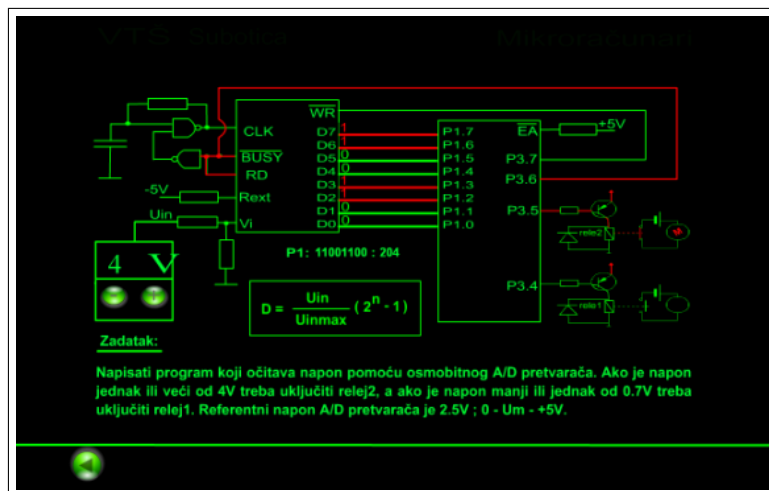 VTŠ Subotica
Mikroračunari
CLK
WR
D7 1
D6 1
D5 0
D4 0
D3 1
D2 1
D1 0
D0 0
BUSY
RD
Rext
Vi
-5V
Uin
4 V
P1: 11001100 : 204
D = Uin / Uinmax ( 2^n - 1 )
P1.7
P1.6
P1.5
P1.4
P1.3
P1.2
P1.1
P1.0
EA
+5V
P3.7
P3.6
P3.5
rele2
M
P3.4
rele1
Zadatak:
Napisati program koji očitava napon pomoću osmobitnog A/D pretvarača. Ako je napon
jednak ili veći od 4V treba uključiti relej2, a ako je napon manji ili jednak od 0.7V treba
uključiti relej1. Referentni napon A/D pretvarača je 2.5V ; 0 - Um - +5V.